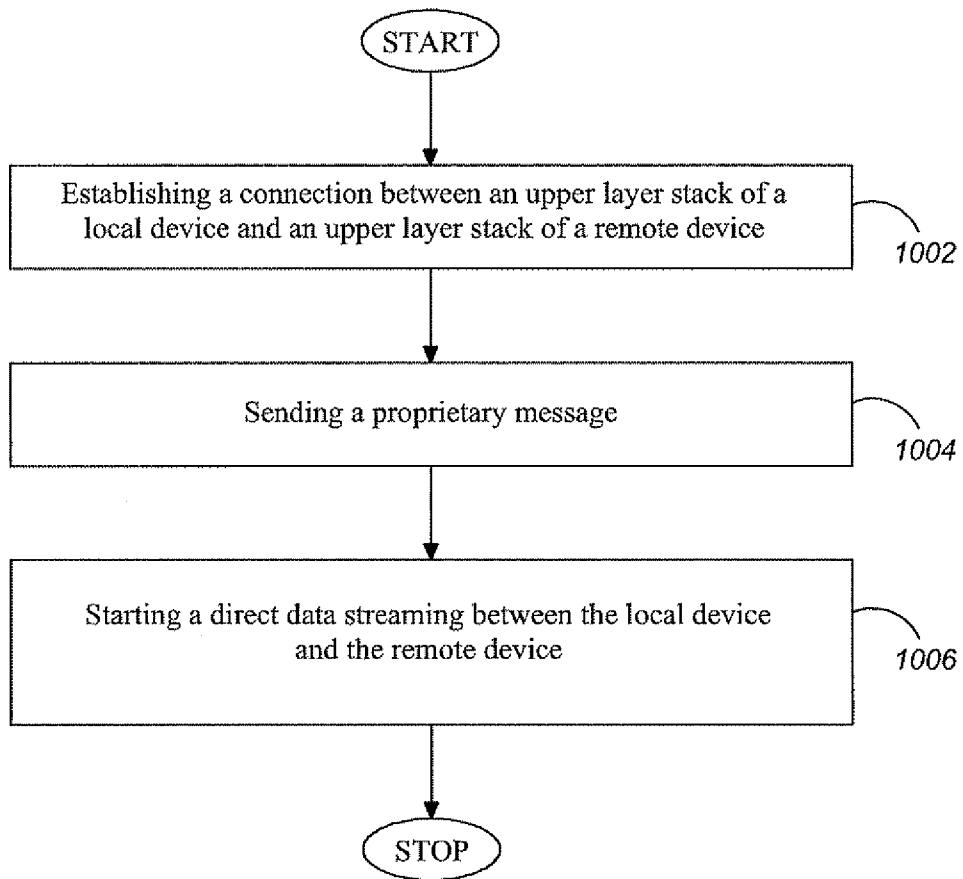 START
Establishing a connection between an upper layer stack of a
local device and an upper layer stack of a remote device
1002
Sending a proprietary message
1004
Starting a direct data streaming between the local device
and the remote device
1006
STOP